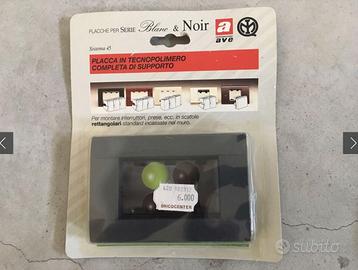 PLACCHE PER SERIE Blanc & Noir
a
ave
Sistema 45
PLACCA IN TECNOPOLIMERO
COMPLETA DI SUPPORTO
Per montare interruttori, prese, ecc. in scatole
rettangolari standard incassate nel muro.
6.000
BRICOCENTER
subito